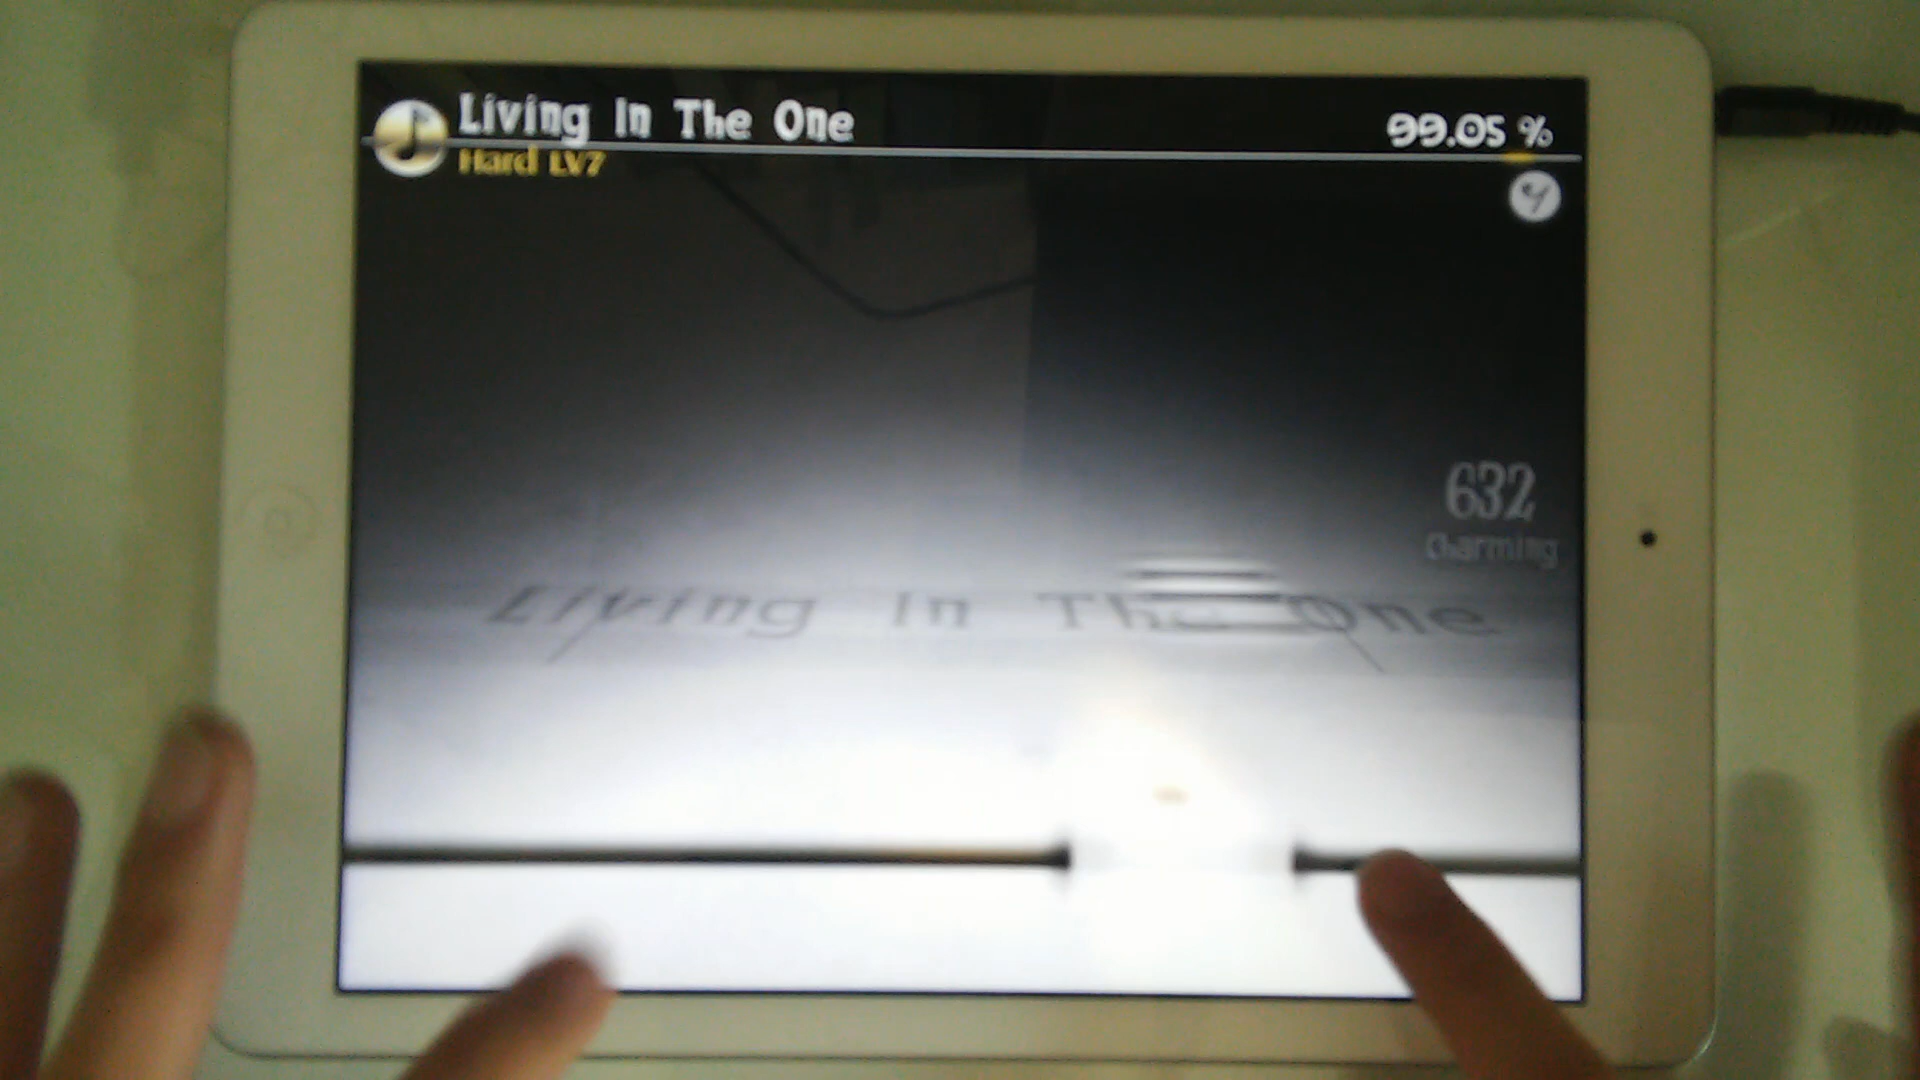 Living In The One
Hard LV7
99.05 %
632
Charming
Living In The One